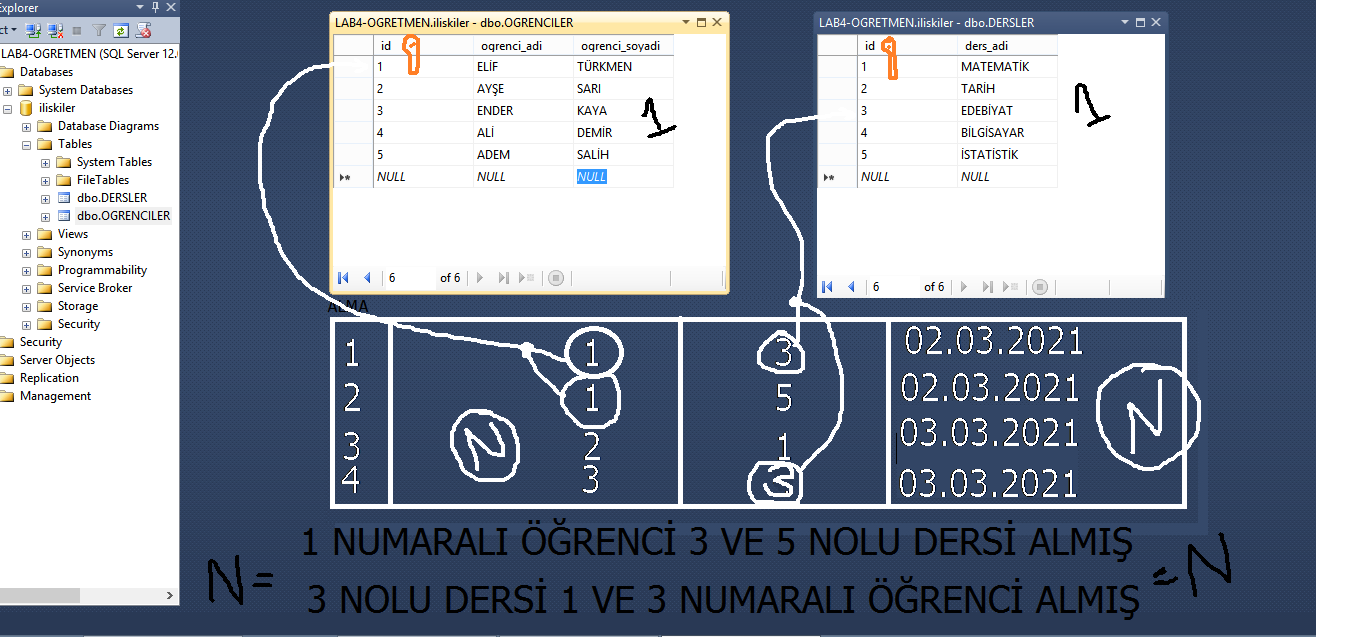 Explorer
ct
LAB4-OGRETMEN (SQL Server 12.
Databases
System Databases
iliskiler
Database Diagrams
Tables
System Tables
FileTables
dbo.DERSLER
dbo.OGRENCILER
Views
Synonyms
Programmability
Service Broker
Storage
Security
Security
Server Objects
Replication
Management
LAB4-OGRETMEN.iliskiler - dbo.OGRENCILER
id ogrenci_adi ogrenci_soyadi
1 ELİF TÜRKMEN
2 AYŞE SARI
3 ENDER KAYA
4 ALİ DEMİR
5 ADEM SALİH
NULL NULL NULL
6 of 6
1
LAB4-OGRETMEN.iliskiler - dbo.DERSLER
id ders_adi
1 MATEMATİK
2 TARİH
3 EDEBİYAT
4 BİLGİSAYAR
5 İSTATİSTİK
NULL NULL
6 of 6
1
ALMA
1 1 3 02.03.2021
2 1 5 02.03.2021
3 2 1 03.03.2021
4 3 3 03.03.2021
N N
1 NUMARALI ÖĞRENCİ 3 VE 5 NOLU DERSİ ALMIŞ
N= =N
3 NOLU DERSİ 1 VE 3 NUMARALI ÖĞRENCİ ALMIŞ